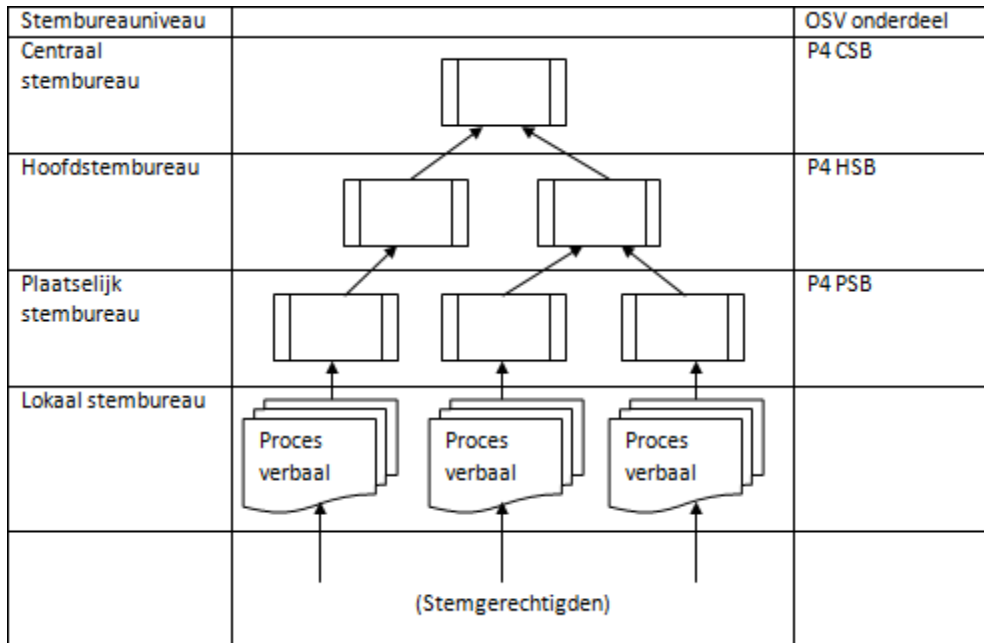 Stembureauniveau
OSV onderdeel
Centraal
stembureau
P4 CSB
Hoofdstembureau
P4 HSB
Plaatselijk
stembureau
P4 PSB
Lokaal stembureau
Proces
verbaal
Proces
verbaal
Proces
verbaal
(Stemgerechtigden)